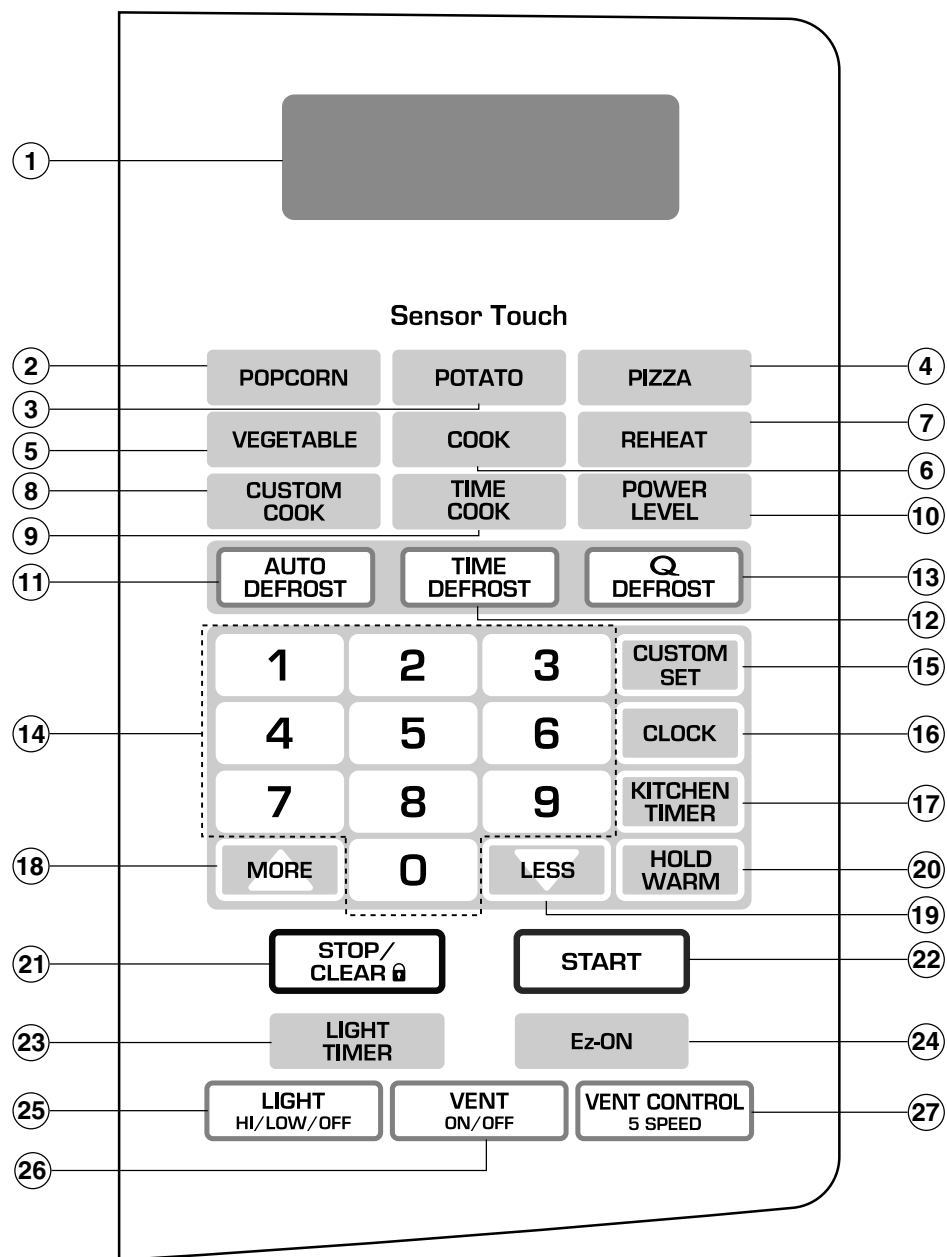 1
Sensor Touch
2 POPCORN POTATO PIZZA 4
3
5 VEGETABLE COOK REHEAT 7
6
8 CUSTOM COOK TIME COOK POWER LEVEL 10
9
11 AUTO DEFROST TIME DEFROST Q DEFROST 13
12
1 2 3 CUSTOM SET 15
14 4 5 6 CLOCK 16
7 8 9 KITCHEN TIMER 17
18 MORE 0 LESS HOLD WARM 20
19
21 STOP/ CLEAR START 22
23 LIGHT TIMER Ez-ON 24
25 LIGHT HI/LOW/OFF VENT ON/OFF VENT CONTROL 5 SPEED 27
26